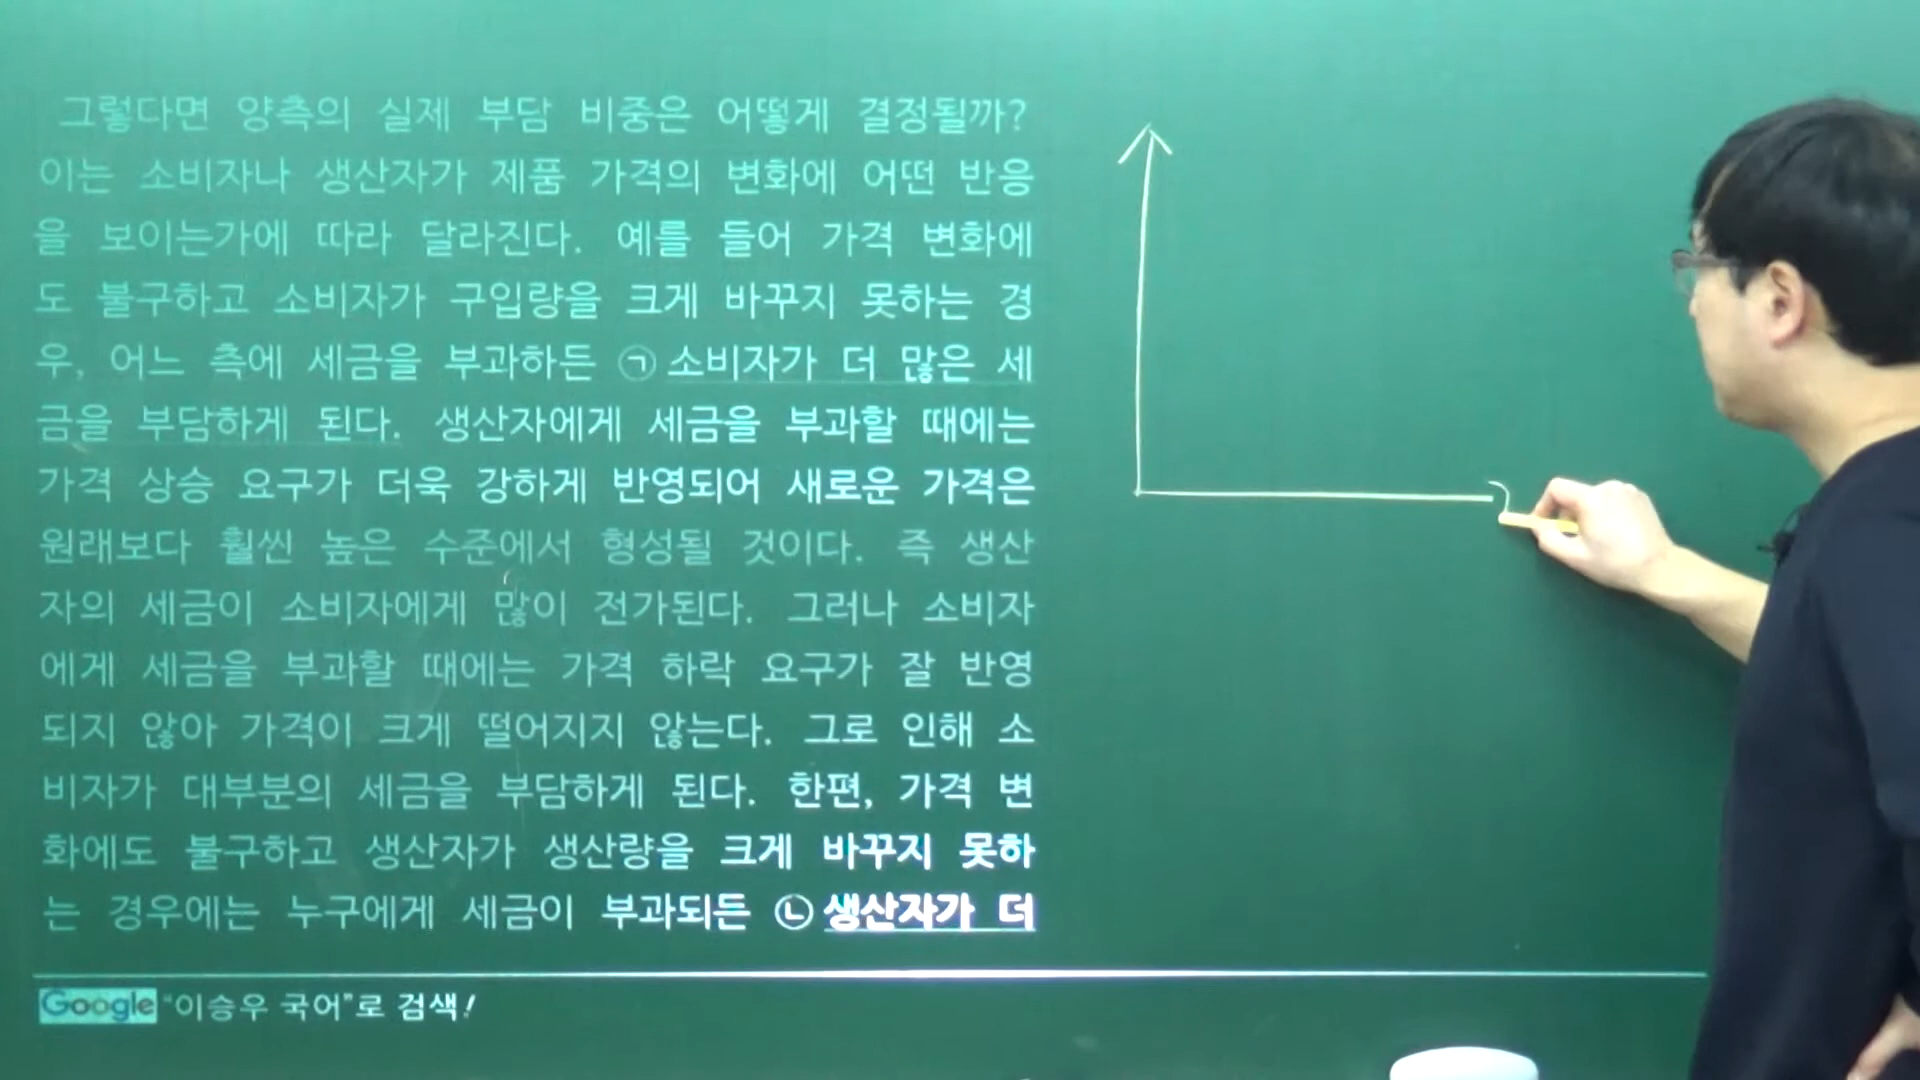 그렇다면 양측의 실제 부담 비중은 어떻게 결정될까?
이는 소비자나 생산자가 제품 가격의 변화에 어떤 반응
을 보이는가에 따라 달라진다. 예를 들어 가격 변화에
도 불구하고 소비자가 구입량을 크게 바꾸지 못하는 경
우, 어느 측에 세금을 부과하든 ㉠ 소비자가 더 많은 세
금을 부담하게 된다. 생산자에게 세금을 부과할 때에는
가격 상승 요구가 더욱 강하게 반영되어 새로운 가격은
원래보다 훨씬 높은 수준에서 형성될 것이다. 즉 생산
자의 세금이 소비자에게 많이 전가된다. 그러나 소비자
에게 세금을 부과할 때에는 가격 하락 요구가 잘 반영
되지 않아 가격이 크게 떨어지지 않는다. 그로 인해 소
비자가 대부분의 세금을 부담하게 된다. 한편, 가격 변
화에도 불구하고 생산자가 생산량을 크게 바꾸지 못하
는 경우에는 누구에게 세금이 부과되든 ㉡ 생산자가 더
Google "이승우 국어"로 검색!